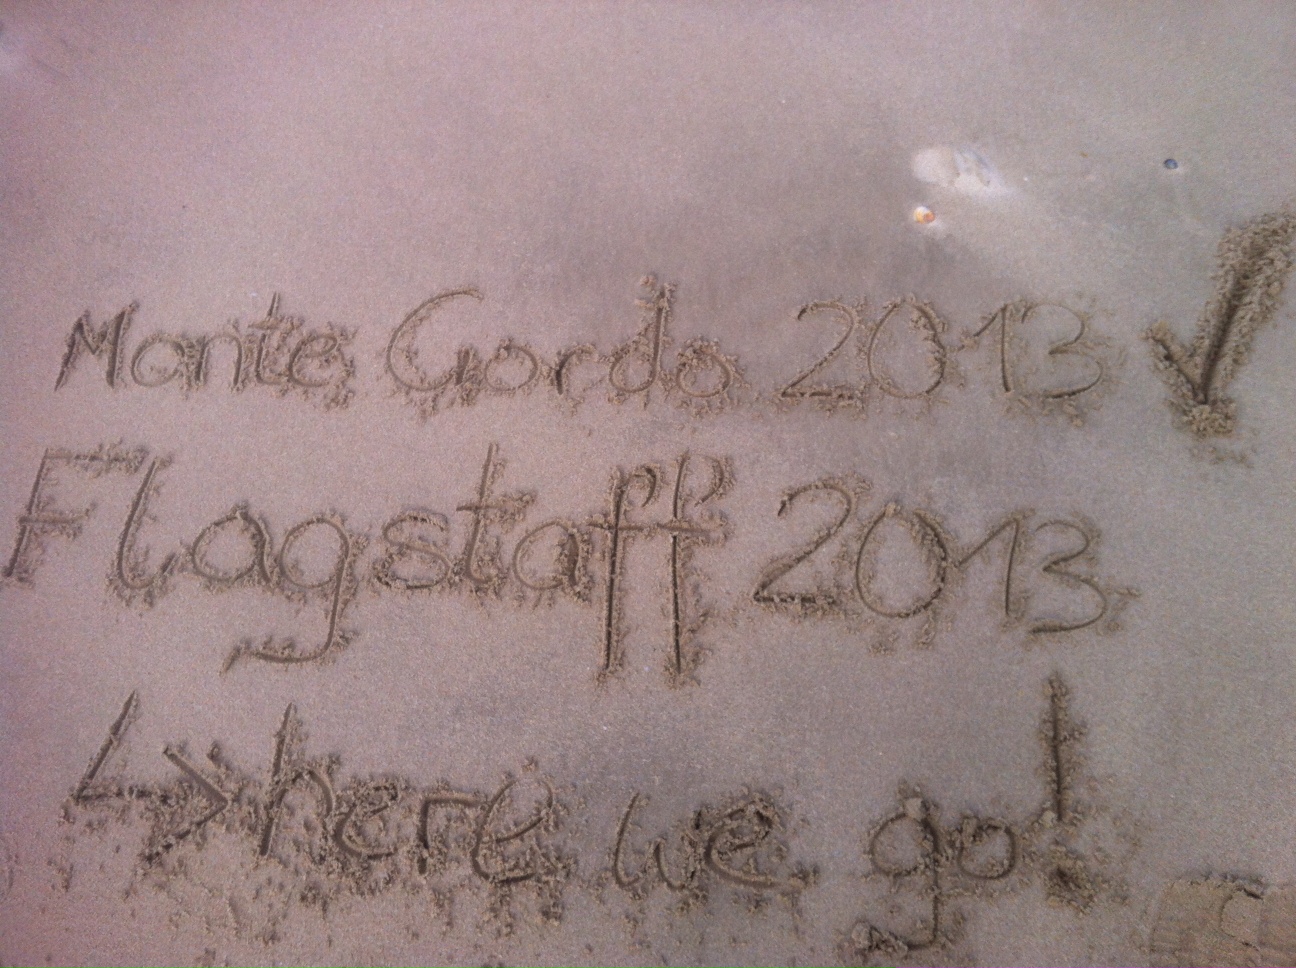 Monte Gordo 2013 ✓
Flagstaff 2013
↳ here we go!